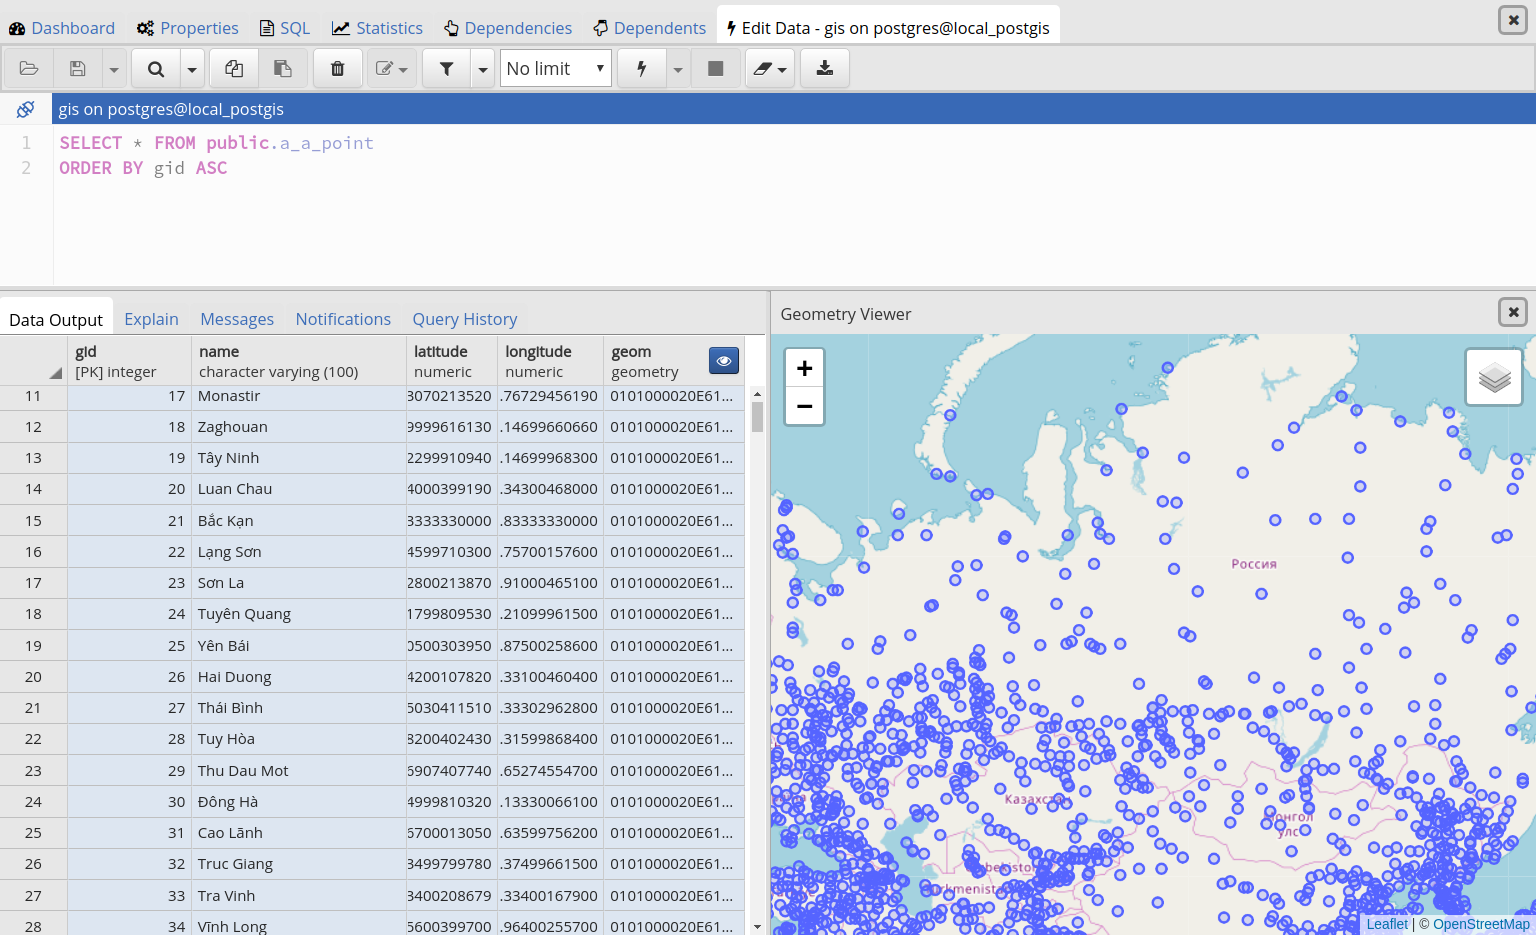 Dashboard Properties SQL Statistics Dependencies Dependents Edit Data - gis on postgres@local_postgis
No limit
gis on postgres@local_postgis
1 SELECT * FROM public.a_a_point
2 ORDER BY gid ASC
Data Output Explain Messages Notifications Query History
gid name latitude longitude geom
[PK] integer character varying (100) numeric numeric geometry
11 17 Monastir 3070213520 .76729456190 0101000020E61...
12 18 Zaghouan 9999616130 .14699660660 0101000020E61...
13 19 Tây Ninh 2299910940 .14699968300 0101000020E61...
14 20 Luan Chau 4000399190 .34300468000 0101000020E61...
15 21 Bắc Kạn 3333330000 .83333330000 0101000020E61...
16 22 Lạng Sơn 4599710300 .75700157600 0101000020E61...
17 23 Sơn La 2800213870 .91000465100 0101000020E61...
18 24 Tuyên Quang 1799809530 .21099961500 0101000020E61...
19 25 Yên Bái 0500303950 .87500258600 0101000020E61...
20 26 Hai Duong 4200107820 .33100460400 0101000020E61...
21 27 Thái Bình 5030411510 .33302962800 0101000020E61...
22 28 Tuy Hòa 8200402430 .31599868400 0101000020E61...
23 29 Thu Dau Mot 6907407740 .65274554700 0101000020E61...
24 30 Ðông Hà 4999810320 .13330066100 0101000020E61...
25 31 Cao Lãnh 6700013050 .63599756200 0101000020E61...
26 32 Truc Giang 3499799780 .37499661500 0101000020E61...
27 33 Tra Vinh 3400208679 .33400167900 0101000020E61...
28 34 Vĩnh Long 5600399700 .96400255700 0101000020E61...
Geometry Viewer
+
−
Россия
Казахстан
онгол
улс
bekistor
rkmenista
Leaflet | © OpenStreetMap